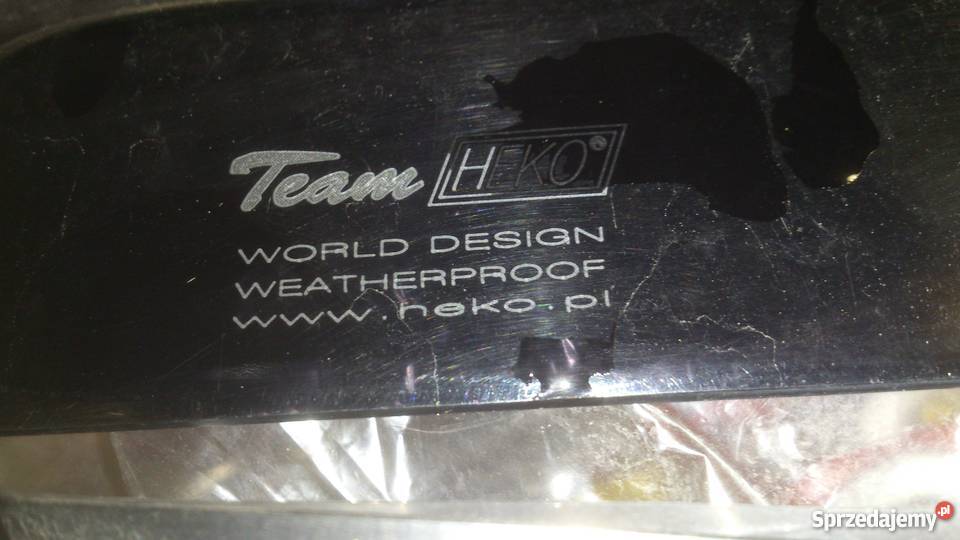 Team HEKO®
WORLD DESIGN
WEATHERPROOF
www.heko.pl
Sprzedajemy.pl